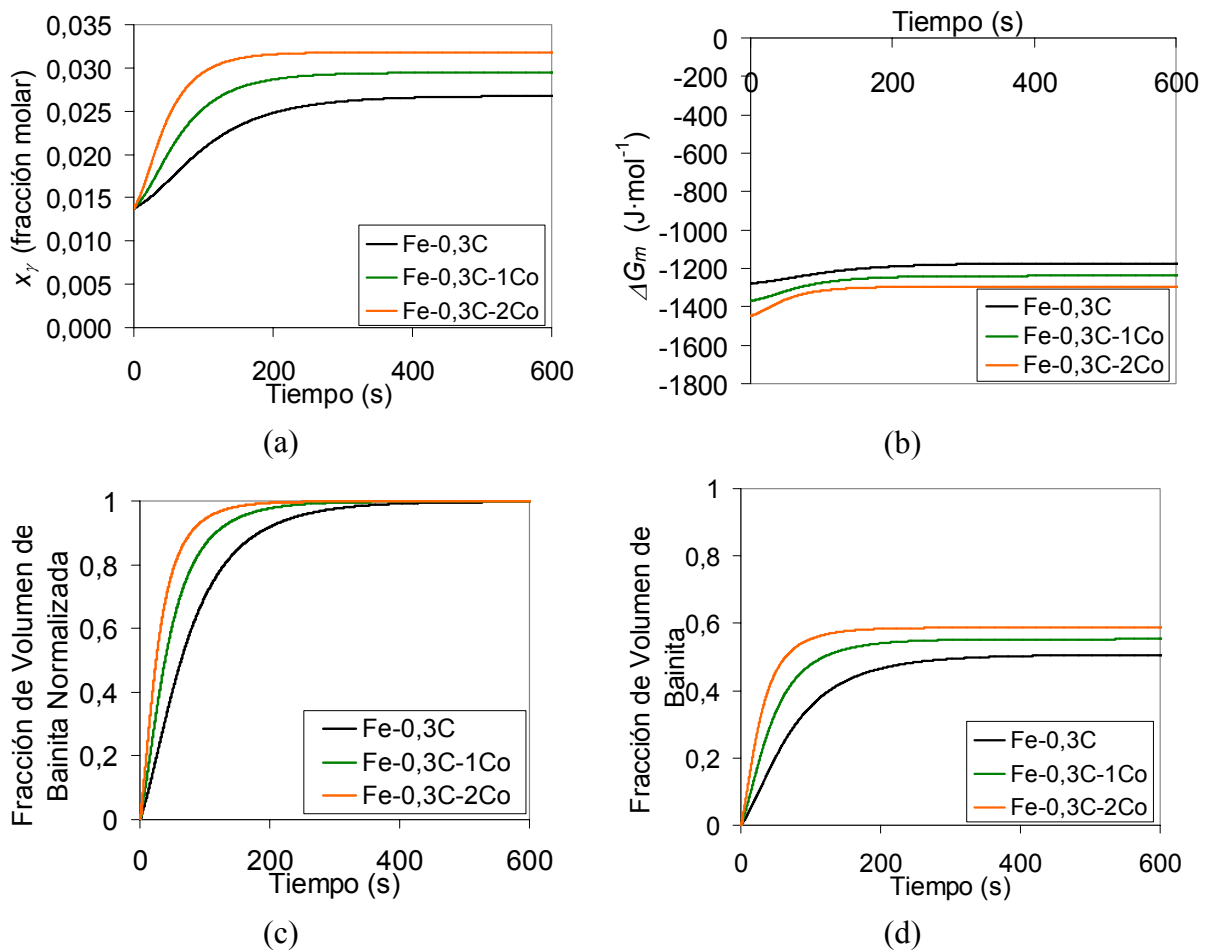 0,035
0,030
0,025
0,020
0,015
0,010
0,005
0,000
xγ (fracción molar)
Fe-0,3C
Fe-0,3C-1Co
Fe-0,3C-2Co
0 200 400 600
Tiempo (s)
(a)
Tiempo (s)
0 200 400 600
0
-200
-400
-600
-800
-1000
-1200
-1400
-1600
-1800
ΔGm (J·mol-1)
Fe-0,3C
Fe-0,3C-1Co
Fe-0,3C-2Co
(b)
1
0,8
0,6
0,4
0,2
0
Fracción de Volumen de
Bainita Normalizada
Fe-0,3C
Fe-0,3C-1Co
Fe-0,3C-2Co
0 200 400 600
Tiempo (s)
(c)
1
0,8
0,6
0,4
0,2
0
Fracción de Volumen de
Bainita
Fe-0,3C
Fe-0,3C-1Co
Fe-0,3C-2Co
0 200 400 600
Tiempo (s)
(d)